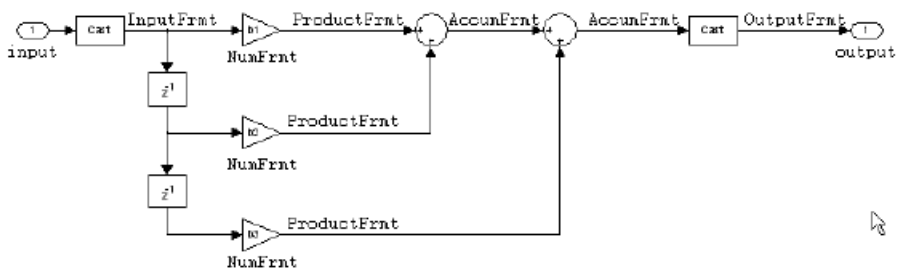 InputFrmt ProductFrmt AccumFrmt AccumFrmt OutputFrmt
1 Cast b1 + + + + Cast 1
input NumFrmt output
z-1
ProductFrmt
b2
NumFrmt
z-1
ProductFrmt
b3
NumFrmt